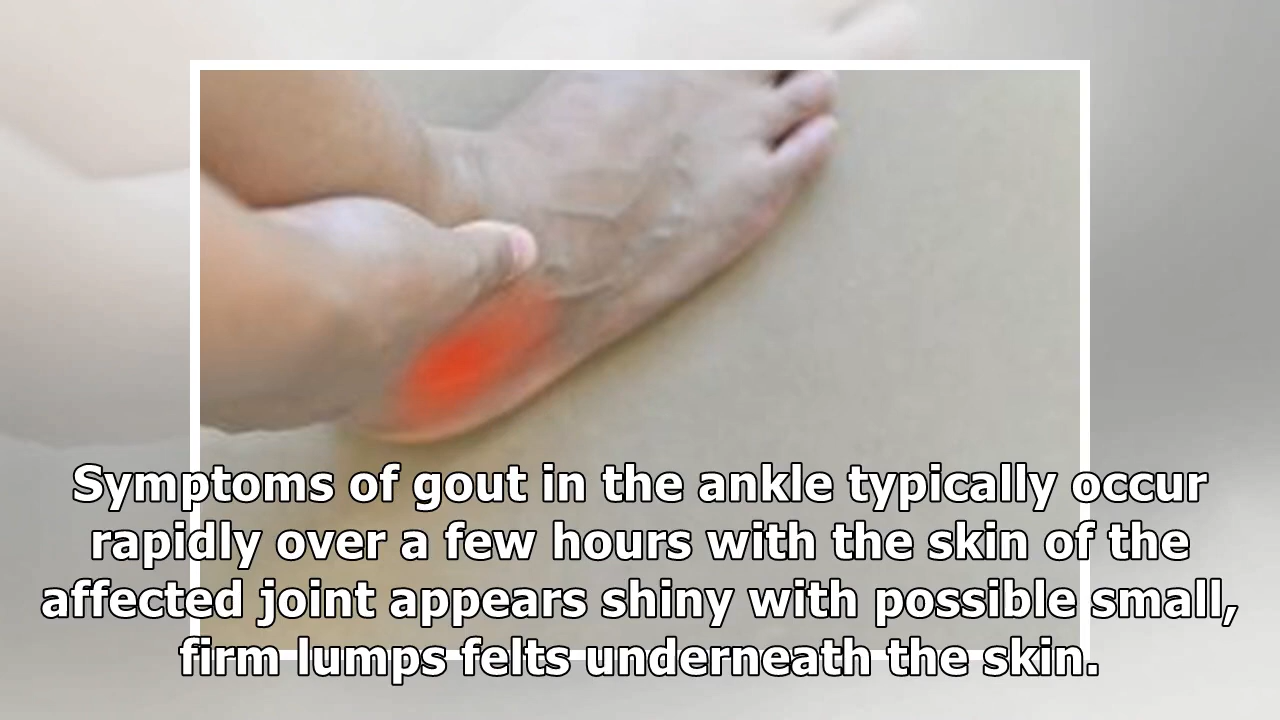 Symptoms of gout in the ankle typically occur
rapidly over a few hours with the skin of the
affected joint appears shiny with possible small,
firm lumps felts underneath the skin.